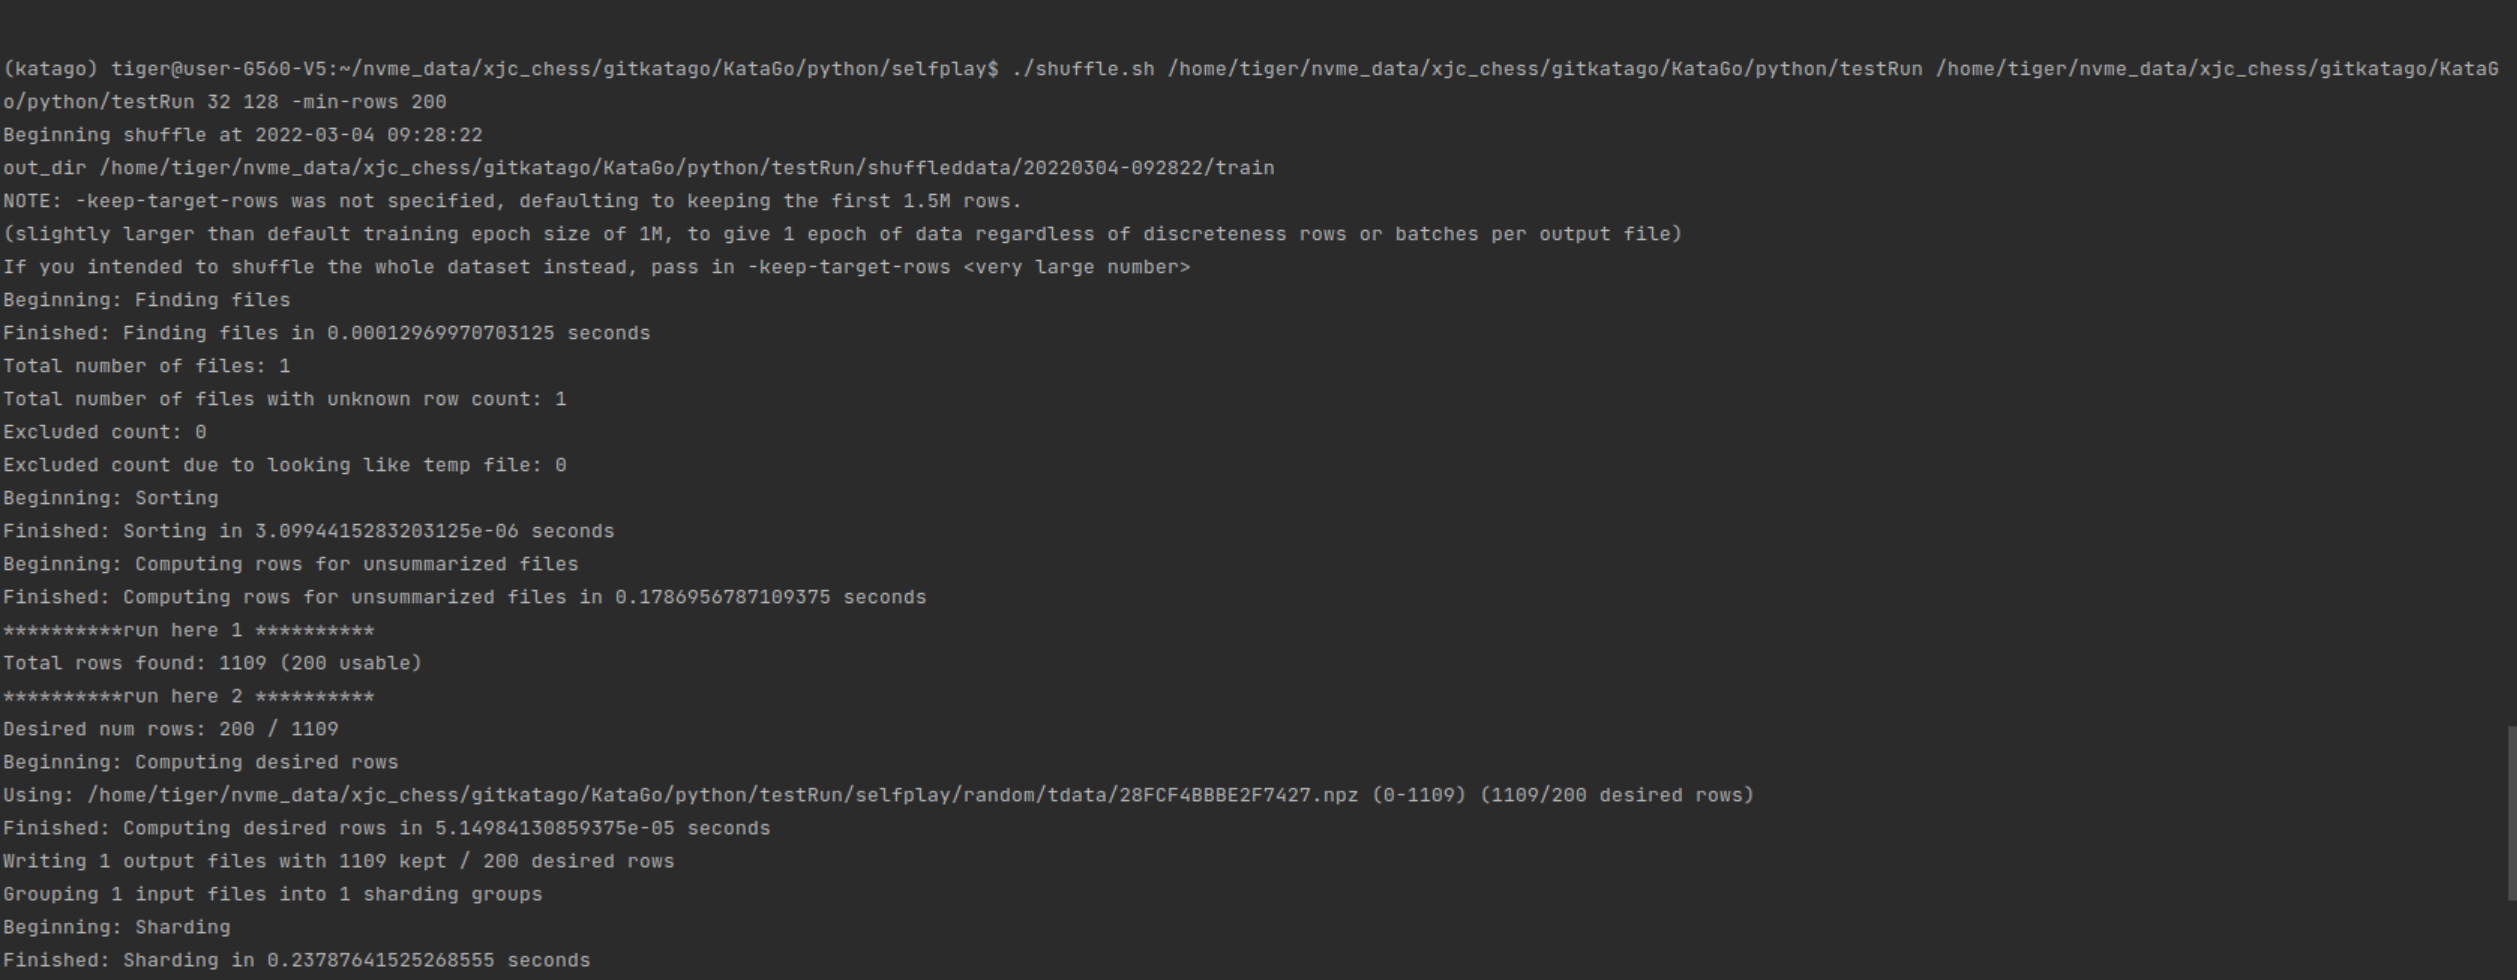 (katago) tiger@user-G560-V5:~/nvme_data/xjc_chess/gitkatago/KataGo/python/selfplay$ ./shuffle.sh /home/tiger/nvme_data/xjc_chess/gitkatago/KataGo/python/testRun /home/tiger/nvme_data/xjc_chess/gitkatago/KataG
o/python/testRun 32 128 -min-rows 200
Beginning shuffle at 2022-03-04 09:28:22
out_dir /home/tiger/nvme_data/xjc_chess/gitkatago/KataGo/python/testRun/shuffleddata/20220304-092822/train
NOTE: -keep-target-rows was not specified, defaulting to keeping the first 1.5M rows.
(slightly larger than default training epoch size of 1M, to give 1 epoch of data regardless of discreteness rows or batches per output file)
If you intended to shuffle the whole dataset instead, pass in -keep-target-rows <very large number>
Beginning: Finding files
Finished: Finding files in 0.00012969970703125 seconds
Total number of files: 1
Total number of files with unknown row count: 1
Excluded count: 0
Excluded count due to looking like temp file: 0
Beginning: Sorting
Finished: Sorting in 3.0994415283203125e-06 seconds
Beginning: Computing rows for unsummarized files
Finished: Computing rows for unsummarized files in 0.1786956787109375 seconds
**********run here 1 **********
Total rows found: 1109 (200 usable)
**********run here 2 **********
Desired num rows: 200 / 1109
Beginning: Computing desired rows
Using: /home/tiger/nvme_data/xjc_chess/gitkatago/KataGo/python/testRun/selfplay/random/tdata/28FCF4BBBE2F7427.npz (0-1109) (1109/200 desired rows)
Finished: Computing desired rows in 5.14984130859375e-05 seconds
Writing 1 output files with 1109 kept / 200 desired rows
Grouping 1 input files into 1 sharding groups
Beginning: Sharding
Finished: Sharding in 0.23787641525268555 seconds